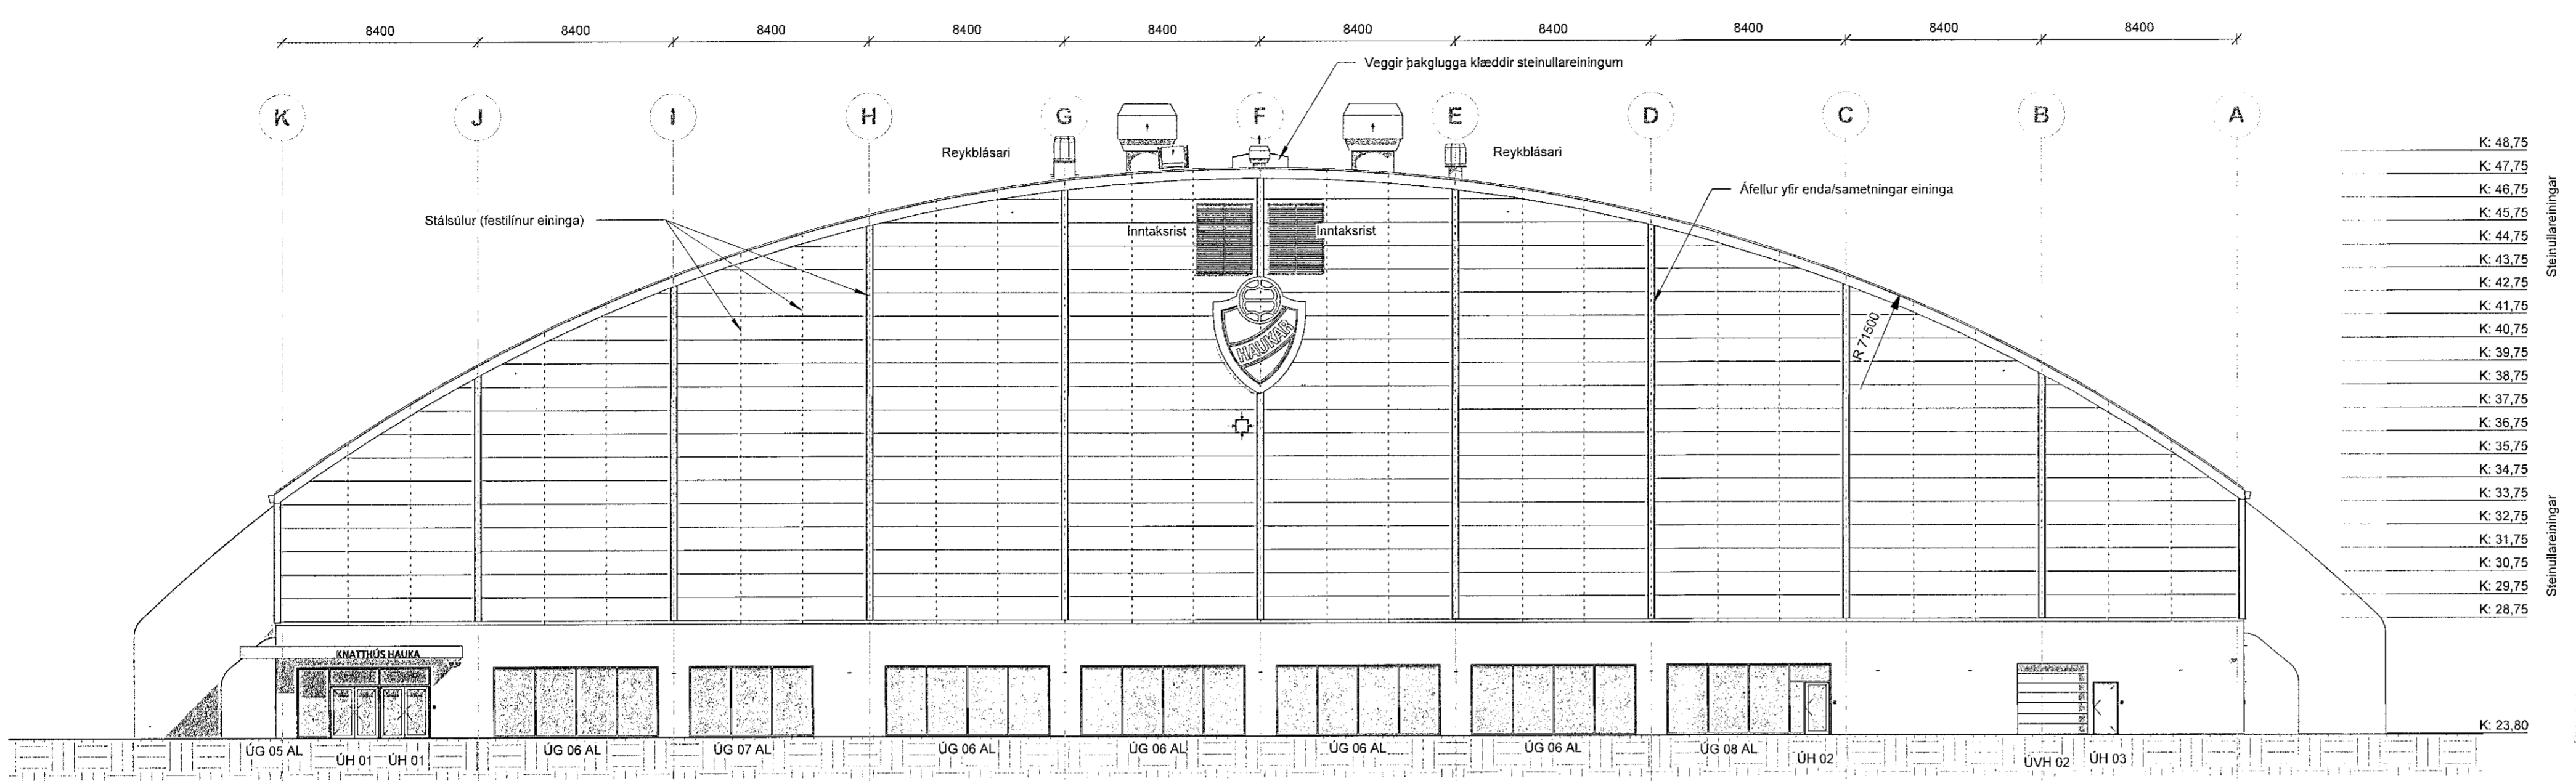 8400 8400 8400 8400 8400 8400 8400 8400 8400 8400
Veggir þakglugga klæddir steinullareiningum
K J I H G F E D C B A
Reykblásari
Reykblásari
Áfellur yfir enda/sametningar eininga
Stálsúlur (festilínur eininga)
Inntaksrist
Inntaksrist
HAUKAR
R 71500
K: 48,75
K: 47,75
K: 46,75
K: 45,75
K: 44,75
K: 43,75
K: 42,75
K: 41,75
K: 40,75
K: 39,75
K: 38,75
K: 37,75
K: 36,75
K: 35,75
K: 34,75
K: 33,75
K: 32,75
K: 31,75
K: 30,75
K: 29,75
K: 28,75
K: 23.80
Steinullareiningar
Steinullareiningar
KNATTHÚS HAUKA
ÚG 05 AL
ÚH 01 ÚH 01
ÚG 06 AL
ÚG 07 AL
ÚG 06 AL
ÚG 06 AL
ÚG 06 AL
ÚG 06 AL
ÚG 08 AL
ÚH 02
ÚVH 02
ÚH 03